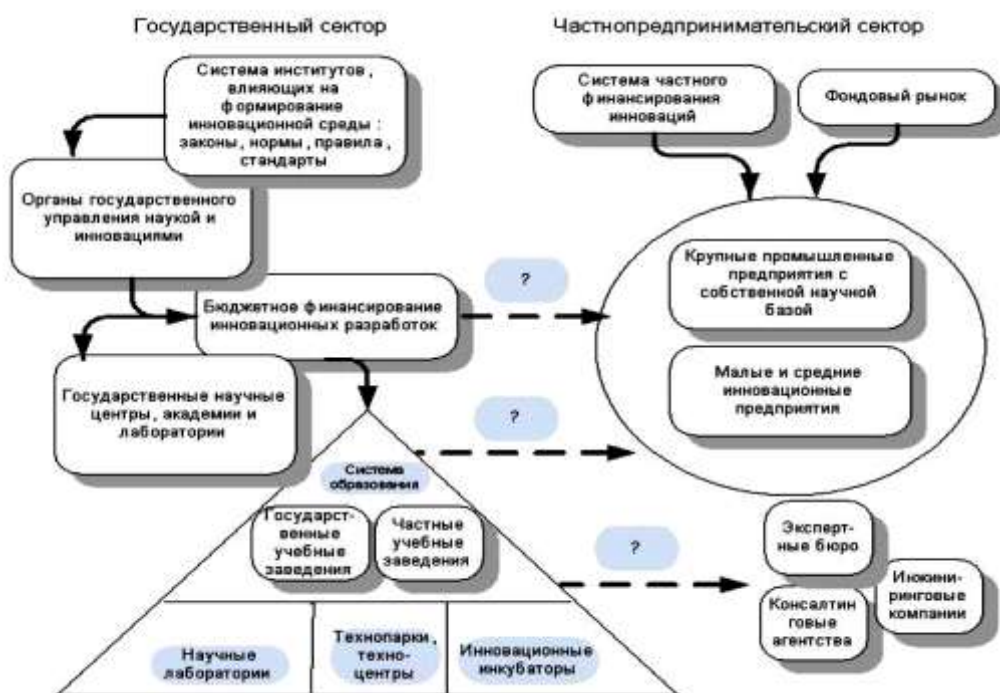 Государственный сектор
Частнопредпринимательский сектор
Система институтов,
влияющих на
формирование
инновационной среды :
законы, нормы, правила,
стандарты
Система частного
финансирования
инноваций
Фондовый рынок
Органы государственного
управления наукой и
инновациями
Крупные промышленные
предприятия с
собственной научной
базой
?
Бюджетное финансирование
инновационных разработок
Малые и средние
инновационные
предприятия
Государственные научные
центры, академии и
лаборатории
?
Система
образования
Государст-
венные
учебные
заведения
Частные
учебные
заведения
?
Эксперт-
ные бюро
Инжини-
ринговые
компании
Консалтин
говые
агентства
Научные
лаборатории
Технопарки,
техно-
центры
Инновационные
инкубаторы